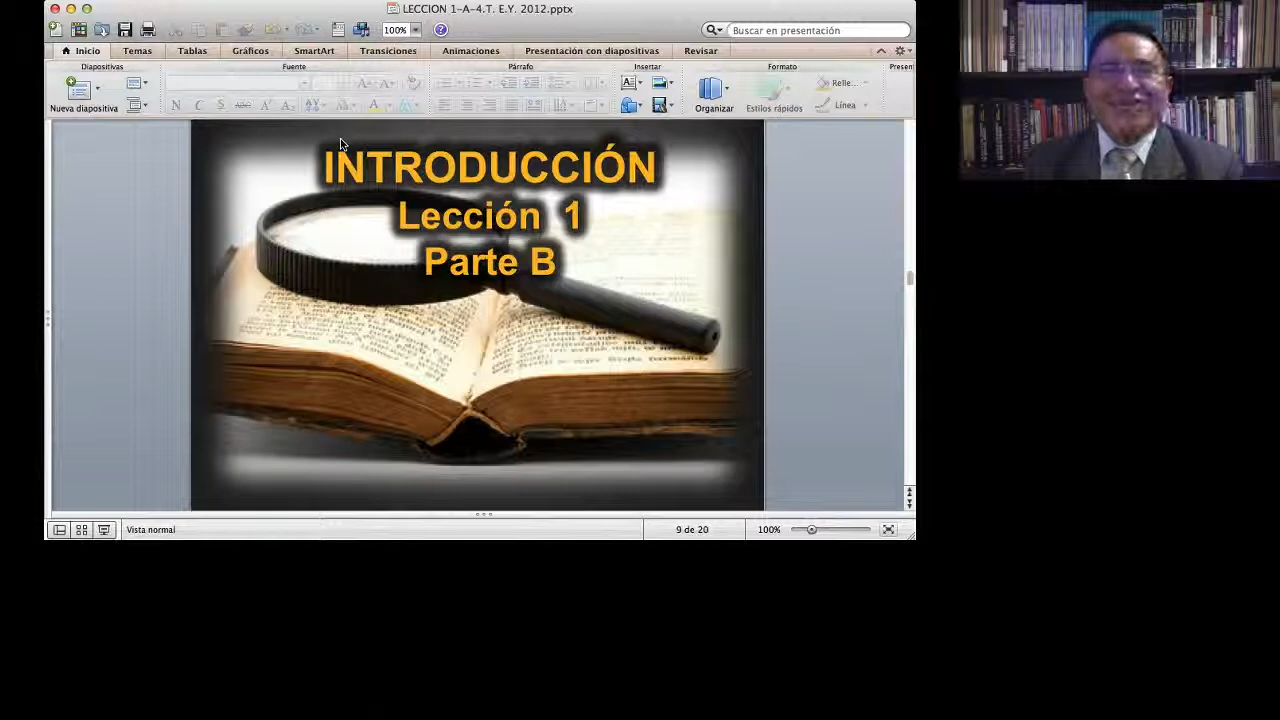 LECCION 1-A-4.T. E.Y. 2012.pptx
100%
Buscar en presentación
Inicio
Temas
Tablas
Gráficos
SmartArt
Transiciones
Animaciones
Presentación con diapositivas
Revisar
Diapositivas
Fuente
Párrafo
Insertar
Formato
Presen
Nueva diapositiva
N
C
S
Organizar
Estilos rápidos
Relle...
Línea
INTRODUCCIÓN
Lección 1
Parte B
Vista normal
9 de 20
100%